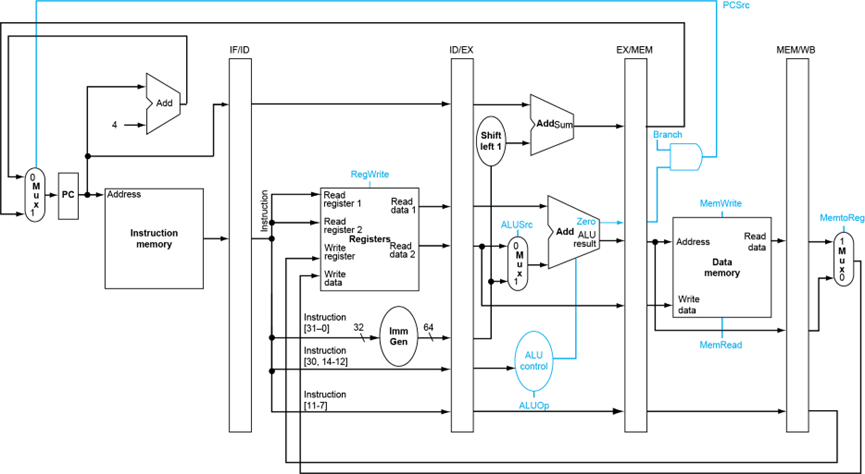 PCSrc
IF/ID
ID/EX
EX/MEM
MEM/WB
Add
4
0
M
u
x
1
PC
Address
Instruction
memory
Instruction
RegWrite
Read
register 1
Read
register 2
Write
register
Write
data
Registers
Read
data 1
Read
data 2
Instruction
[31–0]
32
Imm
Gen
64
Instruction
[30, 14-12]
Instruction
[11-7]
Shift
left 1
AddSum
ALUSrc
0
M
u
x
1
Zero
Add
ALU
result
ALU
control
ALUOp
Branch
MemWrite
Address
Read
data
Data
memory
Write
data
MemRead
MemtoReg
1
M
u
x
0